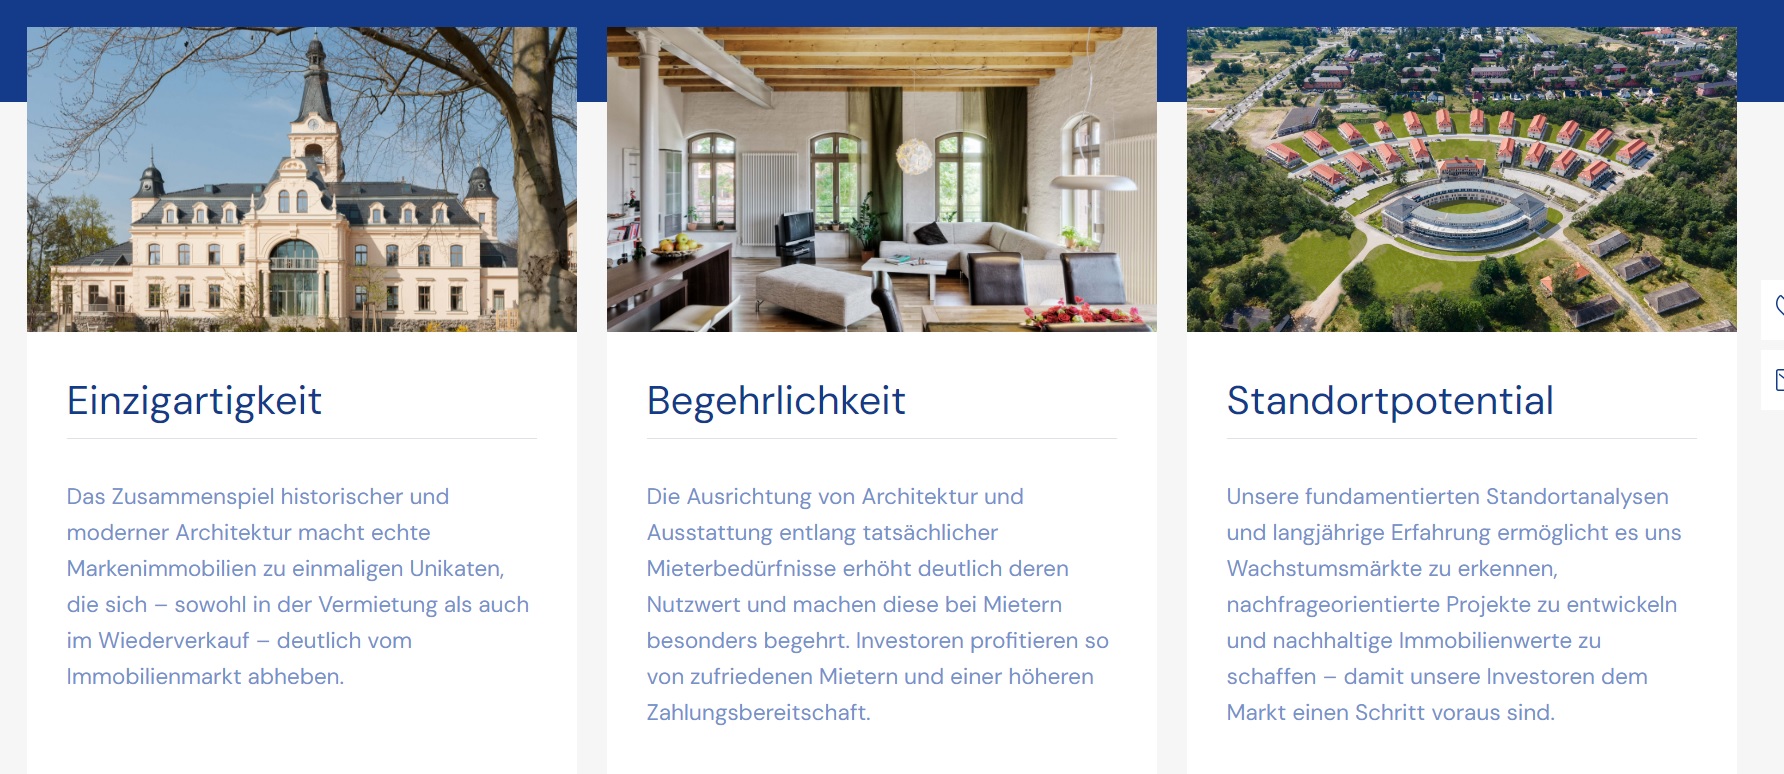 Einzigartigkeit
Das Zusammenspiel historischer und
moderner Architektur macht echte
Markenimmobilien zu einmaligen Unikaten,
die sich – sowohl in der Vermietung als auch
im Wiederverkauf – deutlich vom
Immobilienmarkt abheben.
Begehrlichkeit
Die Ausrichtung von Architektur und
Ausstattung entlang tatsächlicher
Mieterbedürfnisse erhöht deutlich deren
Nutzwert und machen diese bei Mietern
besonders begehrt. Investoren profitieren so
von zufriedenen Mietern und einer höheren
Zahlungsbereitschaft.
Standortpotential
Unsere fundamentierten Standortanalysen
und langjährige Erfahrung ermöglicht es uns
Wachstumsmärkte zu erkennen,
nachfrageorientierte Projekte zu entwickeln
und nachhaltige Immobilienwerte zu
schaffen – damit unsere Investoren dem
Markt einen Schritt voraus sind.